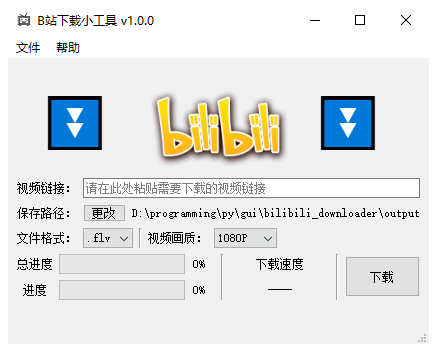 B站下载小工具 v1.0.0
文件 帮助
bilibili
视频链接： 请在此处粘贴需要下载的视频链接
保存路径： 更改 D:\programming\py\gui\bilibili_downloader\output
文件格式： .flv 视频画质： 1080P
总进度 0% 下载速度
进度 0% —— 下载